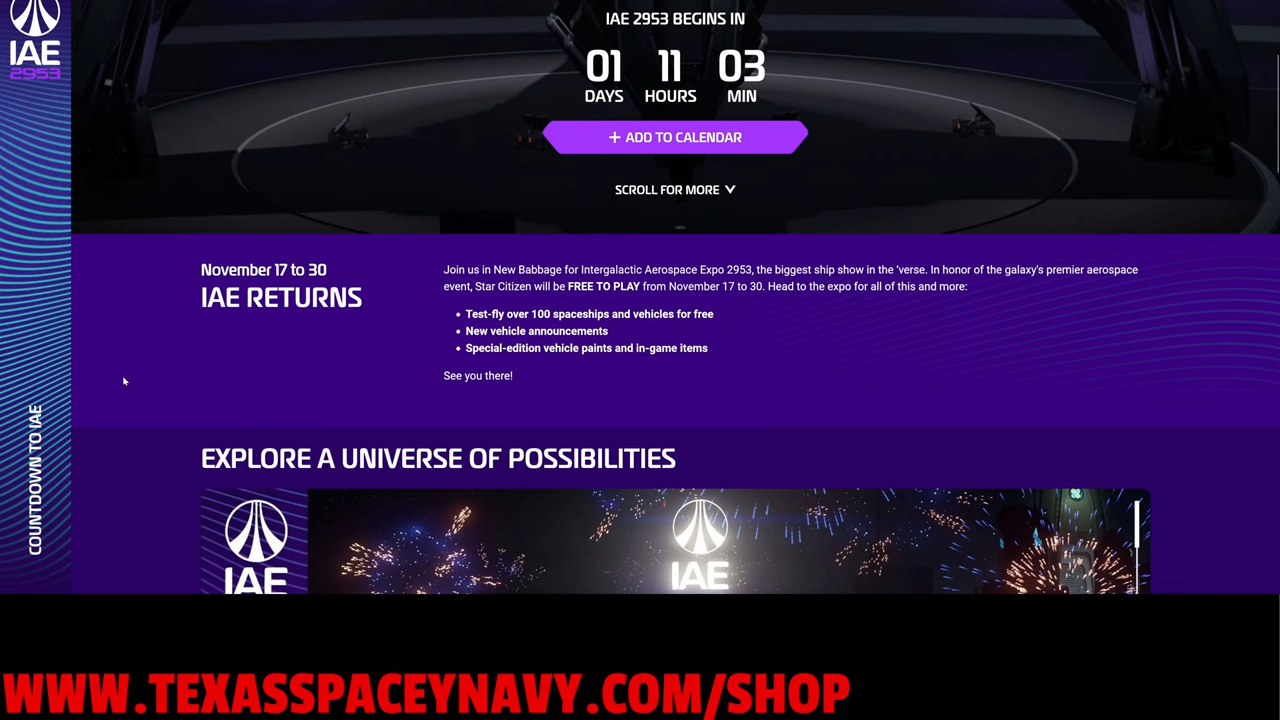 IAE
2953
IAE 2953 BEGINS IN
01 11 03
DAYS HOURS MIN
+ ADD TO CALENDAR
SCROLL FOR MORE
November 17 to 30
IAE RETURNS
Join us in New Babbage for Intergalactic Aerospace Expo 2953, the biggest ship show in the ‘verse. In honor of the galaxy's premier aerospace
event, Star Citizen will be FREE TO PLAY from November 17 to 30. Head to the expo for all of this and more:
• Test-fly over 100 spaceships and vehicles for free
• New vehicle announcements
• Special-edition vehicle paints and in-game items
See you there!
COUNTDOWN TO IAE
EXPLORE A UNIVERSE OF POSSIBILITIES
IAE
IAE
WWW.TEXASSPACEYNAVY.COM/SHOP